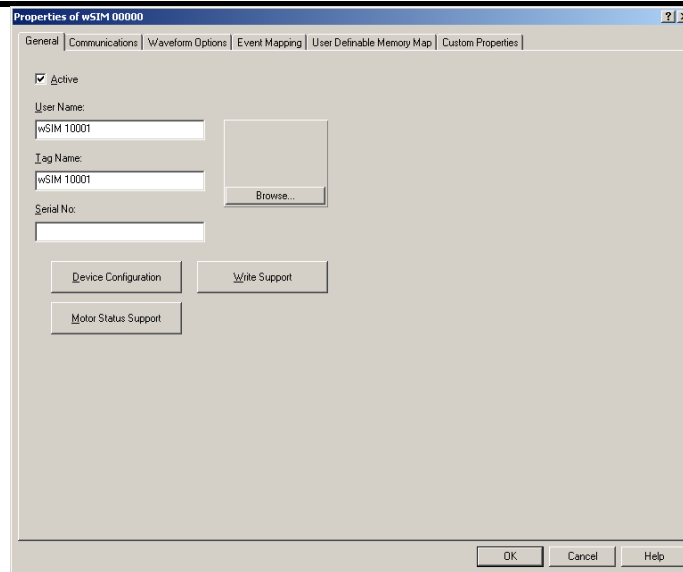 Properties of wSIM 00000
General Communications Waveform Options Event Mapping User Definable Memory Map Custom Properties
Active
User Name:
wSIM 10001
Tag Name:
wSIM 10001
Browse...
Serial No:
Device Configuration Write Support
Motor Status Support
OK Cancel Help